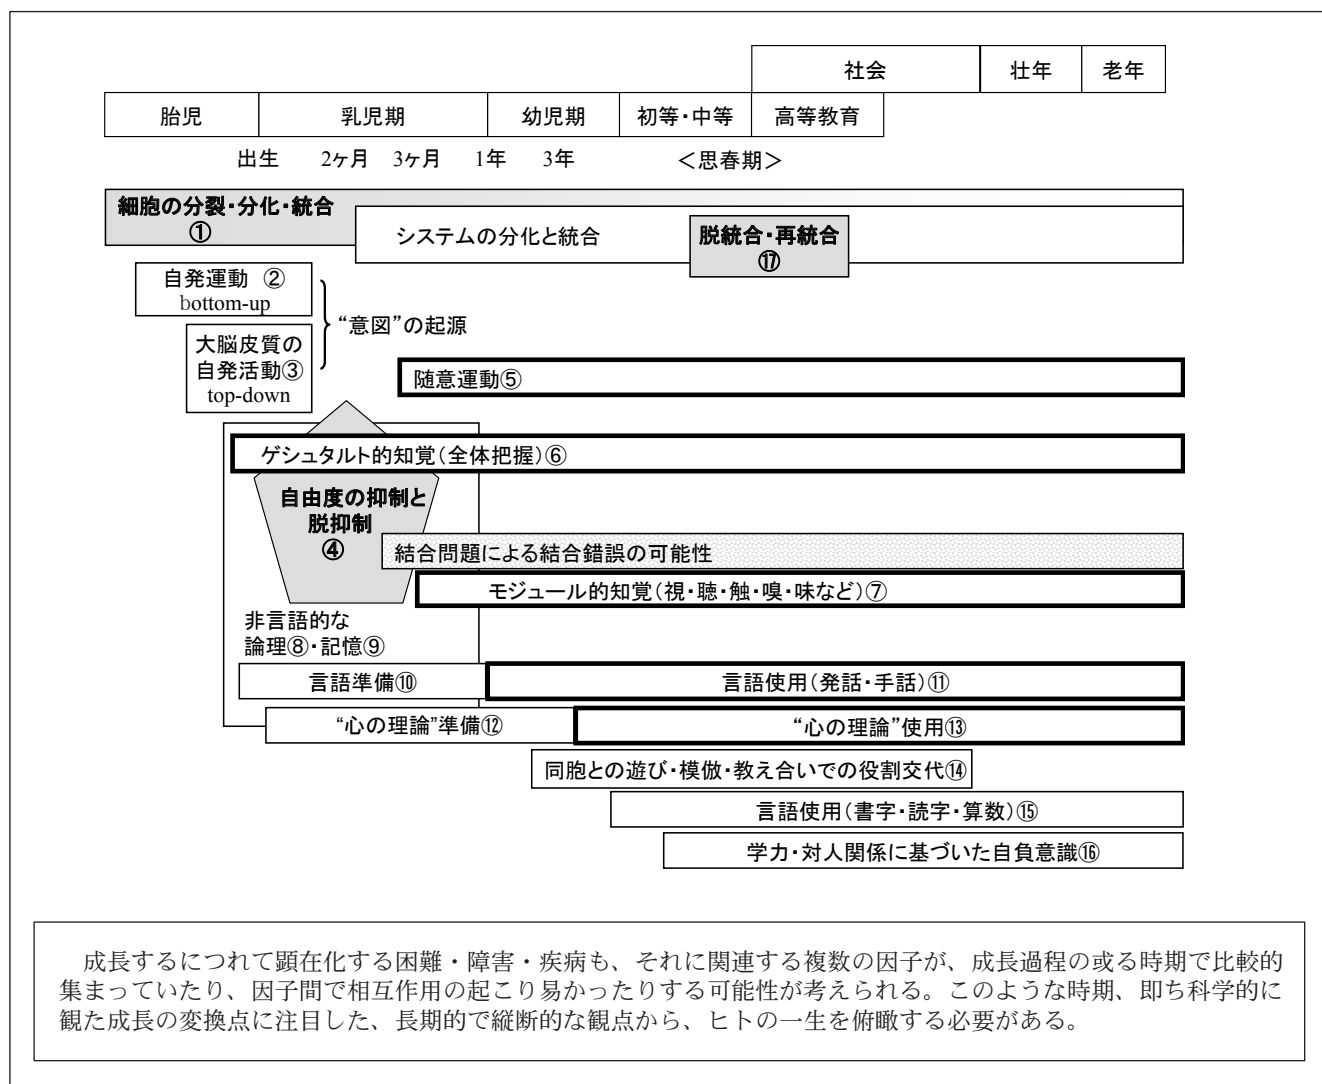 社会 壮年 老年
胎児 乳児期 幼児期 初等・中等 高等教育
出生 2ヶ月 3ヶ月 1年 3年 <思春期>
細胞の分裂・分化・統合
①
システムの分化と統合
脱統合・再統合
⑰
自発運動 ②
bottom-up
大脳皮質の
自発活動③
top-down
“意図”の起源
随意運動⑤
ゲシュタルト的知覚(全体把握)⑥
自由度の抑制と
脱抑制
④
結合問題による結合錯誤の可能性
モジュール的知覚(視・聴・触・嗅・味など)⑦
非言語的な
論理⑧・記憶⑨
言語準備⑩ 言語使用(発話・手話)⑪
“心の理論”準備⑫ “心の理論”使用⑬
同胞との遊び・模倣・教え合いでの役割交代⑭
言語使用(書字・読字・算数)⑮
学力・対人関係に基づいた自負意識⑯
成長するにつれて顕在化する困難・障害・疾病も、それに関連する複数の因子が、成長過程の或る時期で比較的
集まっていたり、因子間で相互作用の起こり易かったりする可能性が考えられる。このような時期、即ち科学的に
観た成長の変換点に注目した、長期的で縦断的な観点から、ヒトの一生を俯瞰する必要がある。